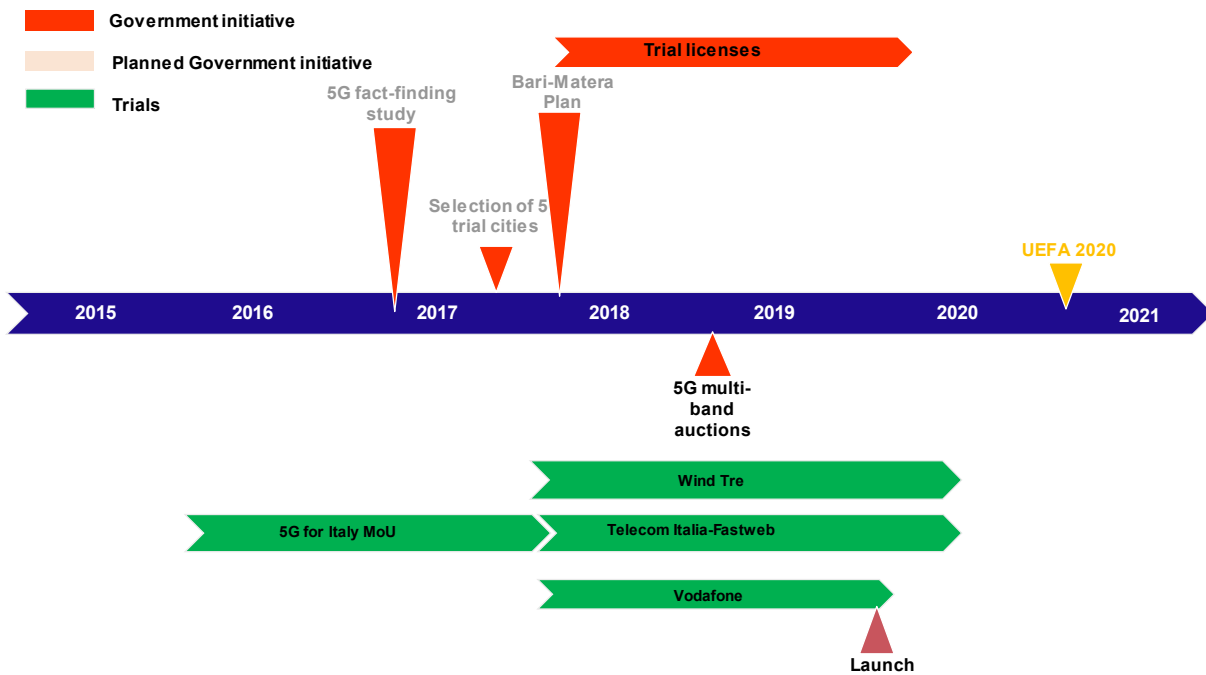 Government initiative
Planned Government initiative
Trials
Trial licenses
5G fact-finding
study
Bari-Matera
Plan
Selection of 5
trial cities
UEFA 2020
2015
2016
2017
2018
2019
2020
2021
5G multi-
band
auctions
Wind Tre
5G for Italy MoU
Telecom Italia-Fastweb
Vodafone
Launch